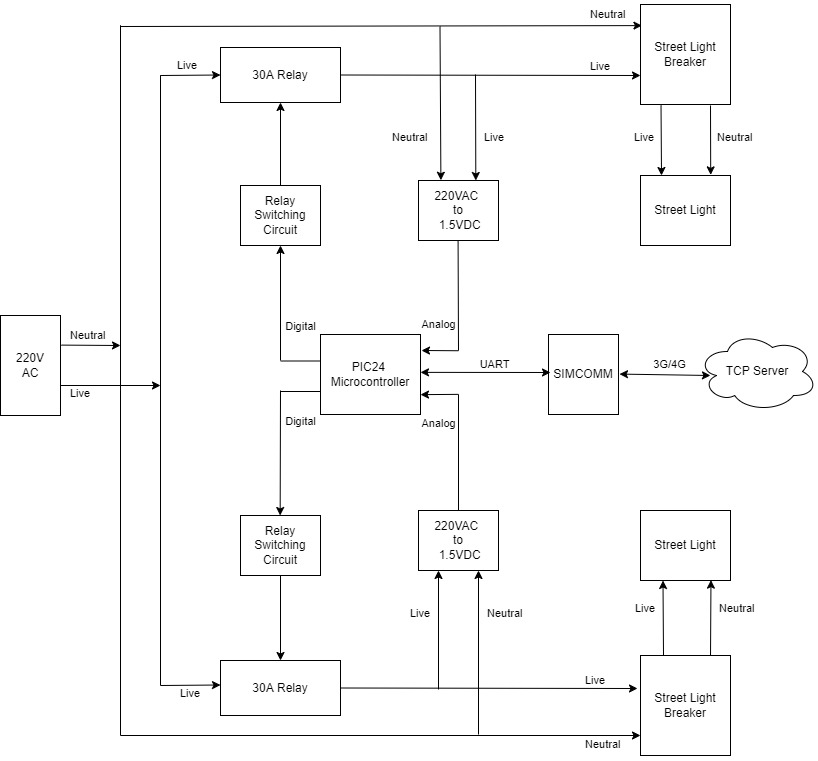 Neutral
Street Light
Breaker
Live
30A Relay
Live
Neutral
Live
Live
Neutral
Relay
Switching
Circuit
220VAC
to
1.5VDC
Street Light
Digital
Analog
220V
AC
Neutral
Live
PIC24
Microcontroller
UART
SIMCOMM
3G/4G
TCP Server
Digital
Analog
Relay
Switching
Circuit
220VAC
to
1.5VDC
Street Light
Live
Neutral
Live
Neutral
Live
30A Relay
Live
Street Light
Breaker
Neutral